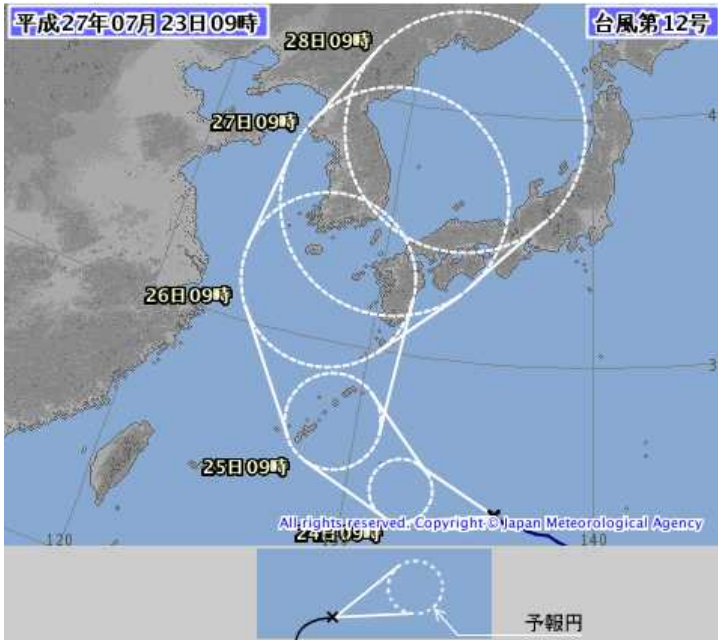 平成27年07月23日09時
台風第12号
28日09時
27日09時
4
26日09時
3
25日09時
All rights reserved. Copyright © Japan Meteorological Agency
24日09時
120
130
140
予報円